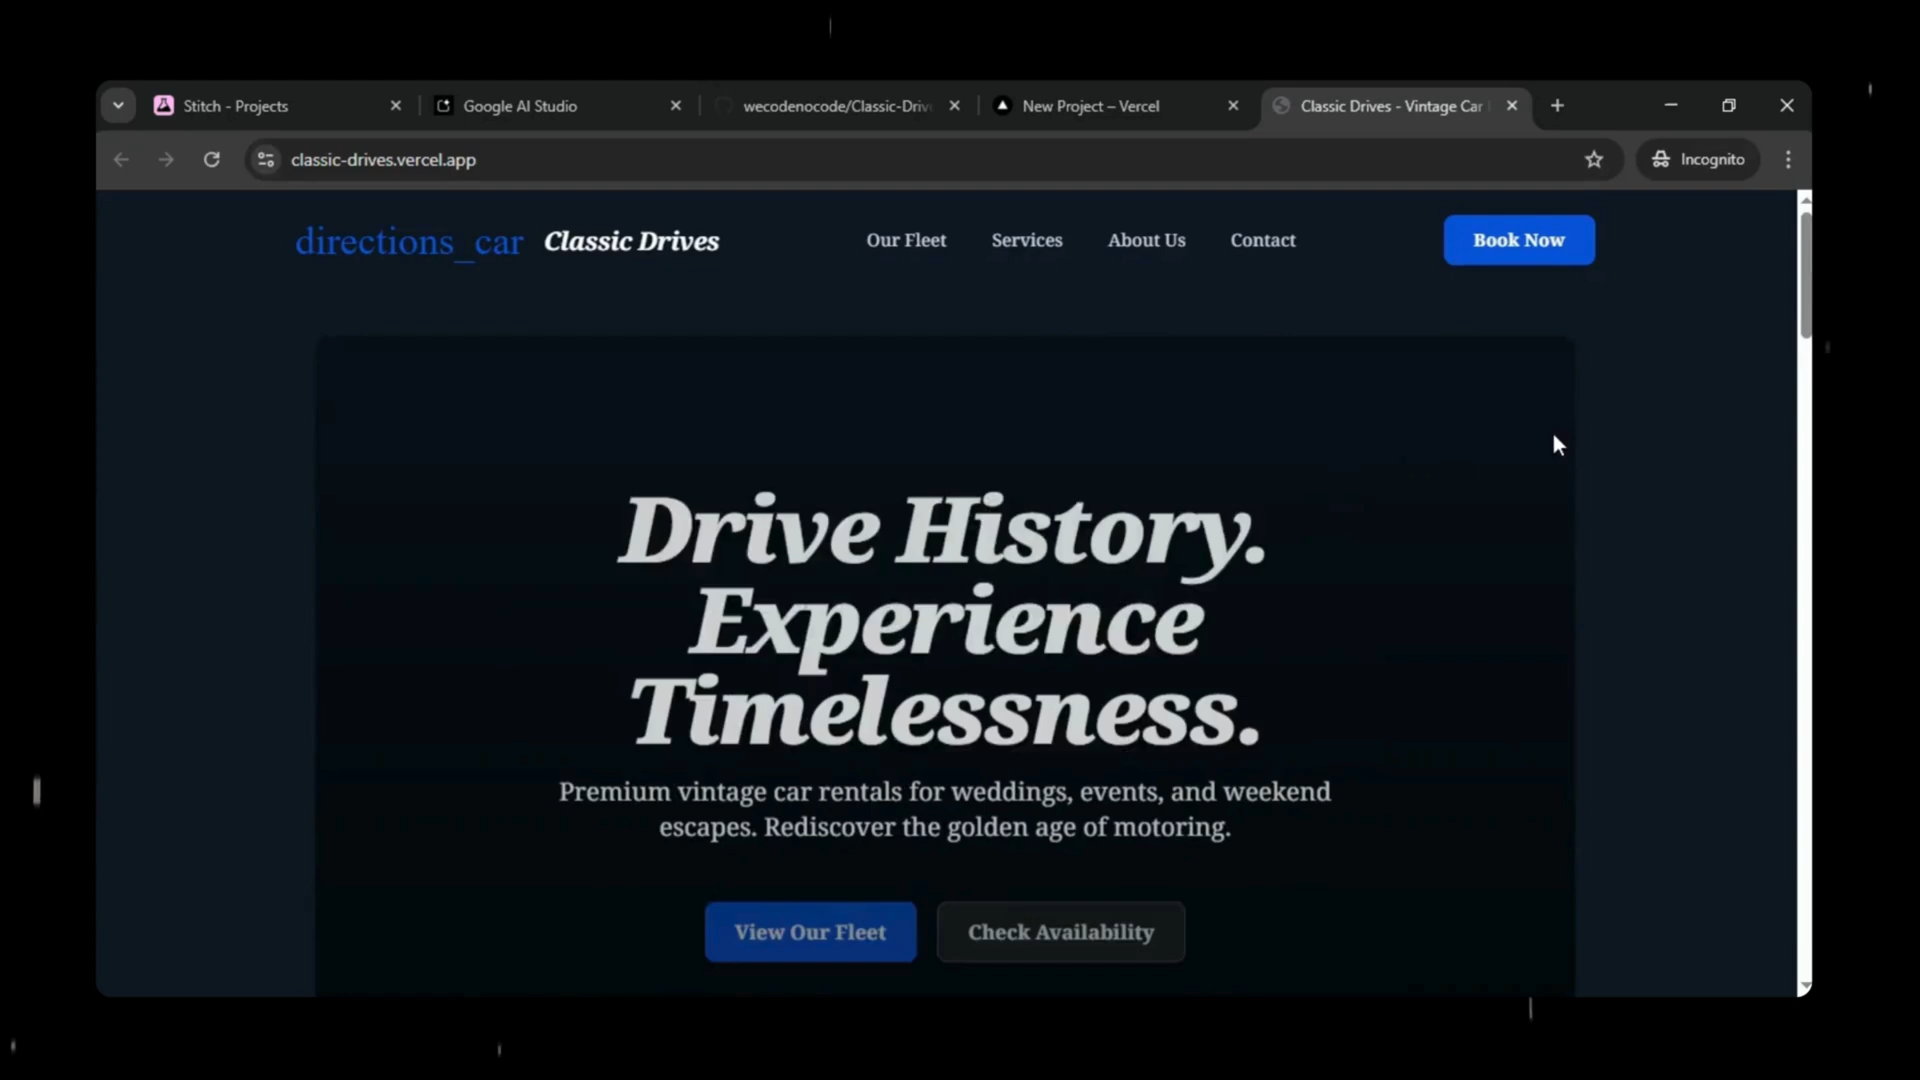 Stitch - Projects
Google AI Studio
wecodenocode/Classic-Driv
New Project – Vercel
Classic Drives - Vintage Car
classic-drives.vercel.app
Incognito
directions_car
Classic Drives
Our Fleet
Services
About Us
Contact
Book Now
Drive History.
Experience
Timelessness.
Premium vintage car rentals for weddings, events, and weekend
escapes. Rediscover the golden age of motoring.
View Our Fleet
Check Availability